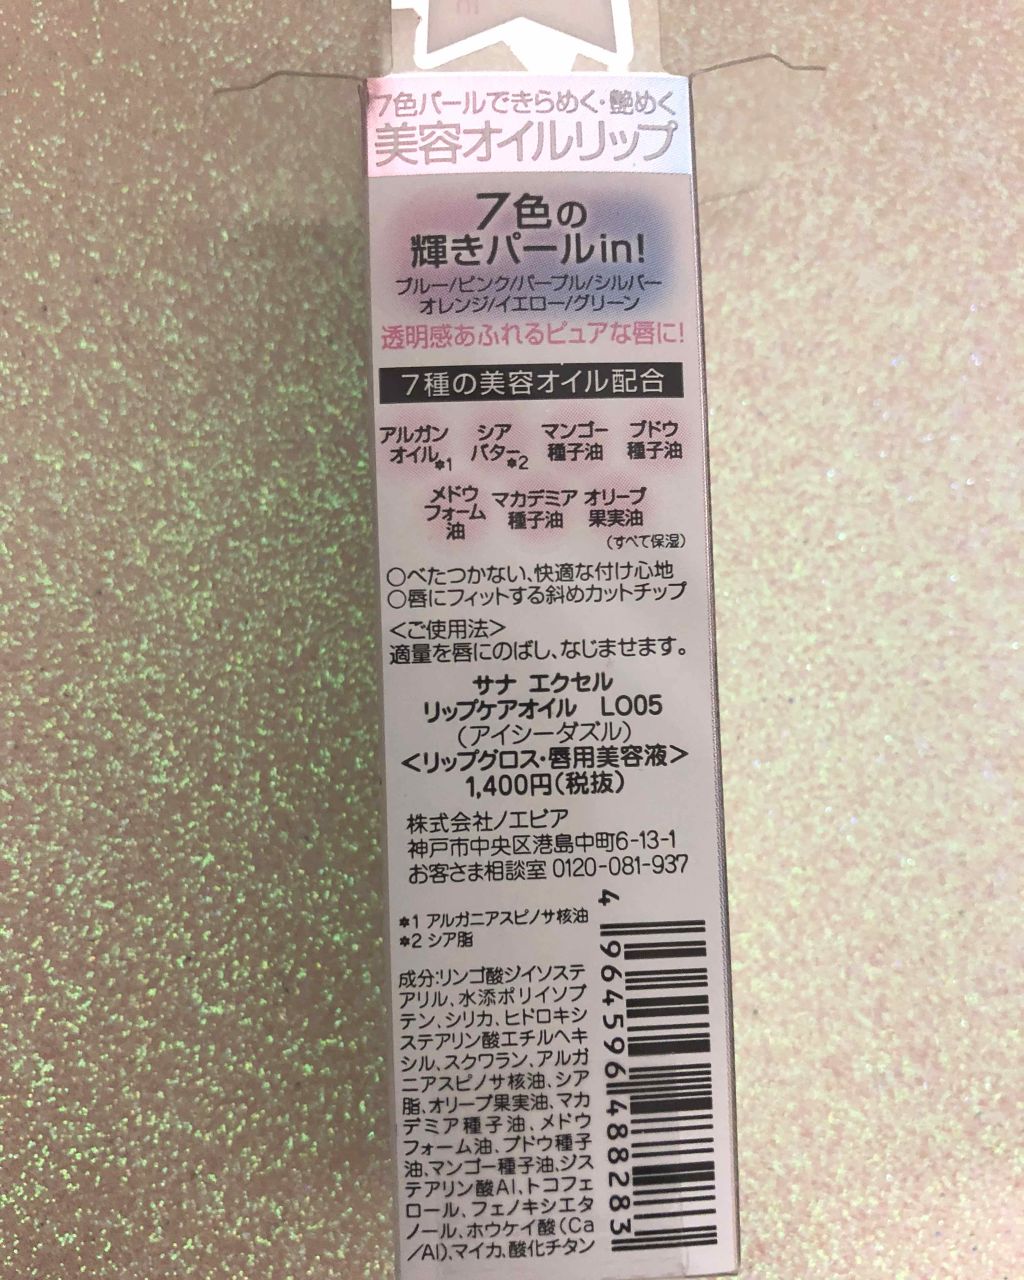 7色パールできらめく・艶めく
美容オイルリップ
7色の
輝きパールin!
ブルー/ピンク/パープル/シルバー
オレンジ/イエロー/グリーン
透明感あふれるピュアな唇に!
7種の美容オイル配合
アルガンオイル*1 シアバター*2 マンゴー種子油 ブドウ種子油
メドウフォーム油 マカデミア種子油 オリーブ果実油
(すべて保湿)
○べたつかない、快適な付け心地
○唇にフィットする斜めカットチップ
<ご使用法>
適量を唇にのばし、なじませます。
サナ エクセル
リップケアオイル LO05
(アイシーダズル)
<リップグロス・唇用美容液>
1,400円(税抜)
株式会社ノエビア
神戸市中央区港島中町6-13-1
お客さま相談室 0120-081-937
*1 アルガニアスピノサ核油
*2 シア脂
成分:リンゴ酸ジイソステ
アリル、水添ポリイソブ
テン、シリカ、ヒドロキシ
ステアリン酸エチルヘキ
シル、スクワラン、アルガ
ニアスピノサ核油、シア
脂、オリーブ果実油、マカ
デミア種子油、メドウ
フォーム油、ブドウ種子
油、マンゴー種子油、ジス
テアリン酸Al、トコフェ
ロール、フェノキシエタ
ノール、ホウケイ酸(Ca
/Al)、マイカ、酸化チタン
4 964596 488283